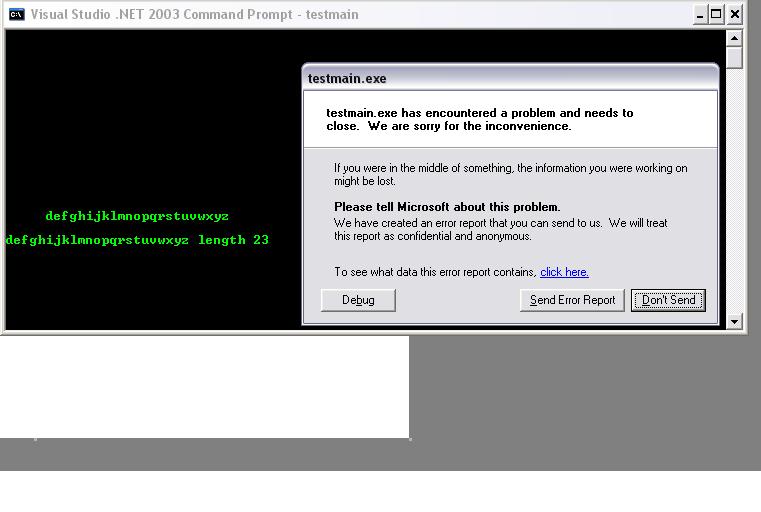 Visual Studio .NET 2003 Command Prompt - testmain
testmain.exe
testmain.exe has encountered a problem and needs to
close. We are sorry for the inconvenience.
If you were in the middle of something, the information you were working on
might be lost.
Please tell Microsoft about this problem.
We have created an error report that you can send to us. We will treat
this report as confidential and anonymous.
To see what data this error report contains, click here.
Debug
Send Error Report
Don't Send
defghijklmnopqrstuvwxyz
defghijklmnopqrstuvwxyz length 23